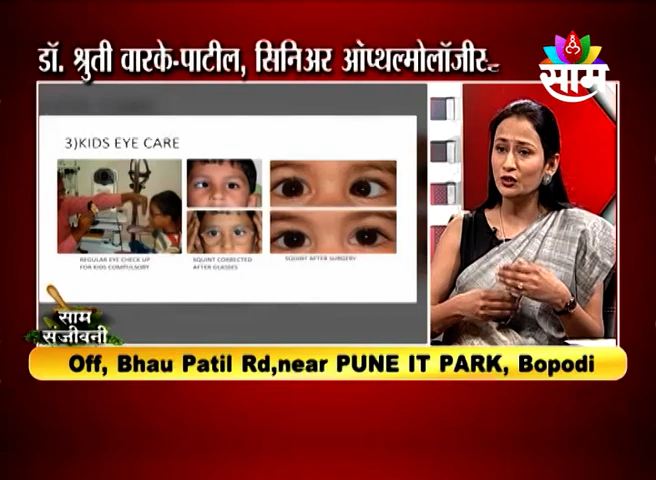 डॉ. श्रुती वारके-पाटील, सिनिअर ऑप्थल्मोलॉजीस्
साम
3)KIDS EYE CARE
REGULAR EYE CHECK UP
FOR KIDS COMPULSORY
SQUINT CORRECTED
AFTER GLASSES
SQUINT AFTER SURGERY
साम
संजीवनी
Off, Bhau Patil Rd,near PUNE IT PARK, Bopodi